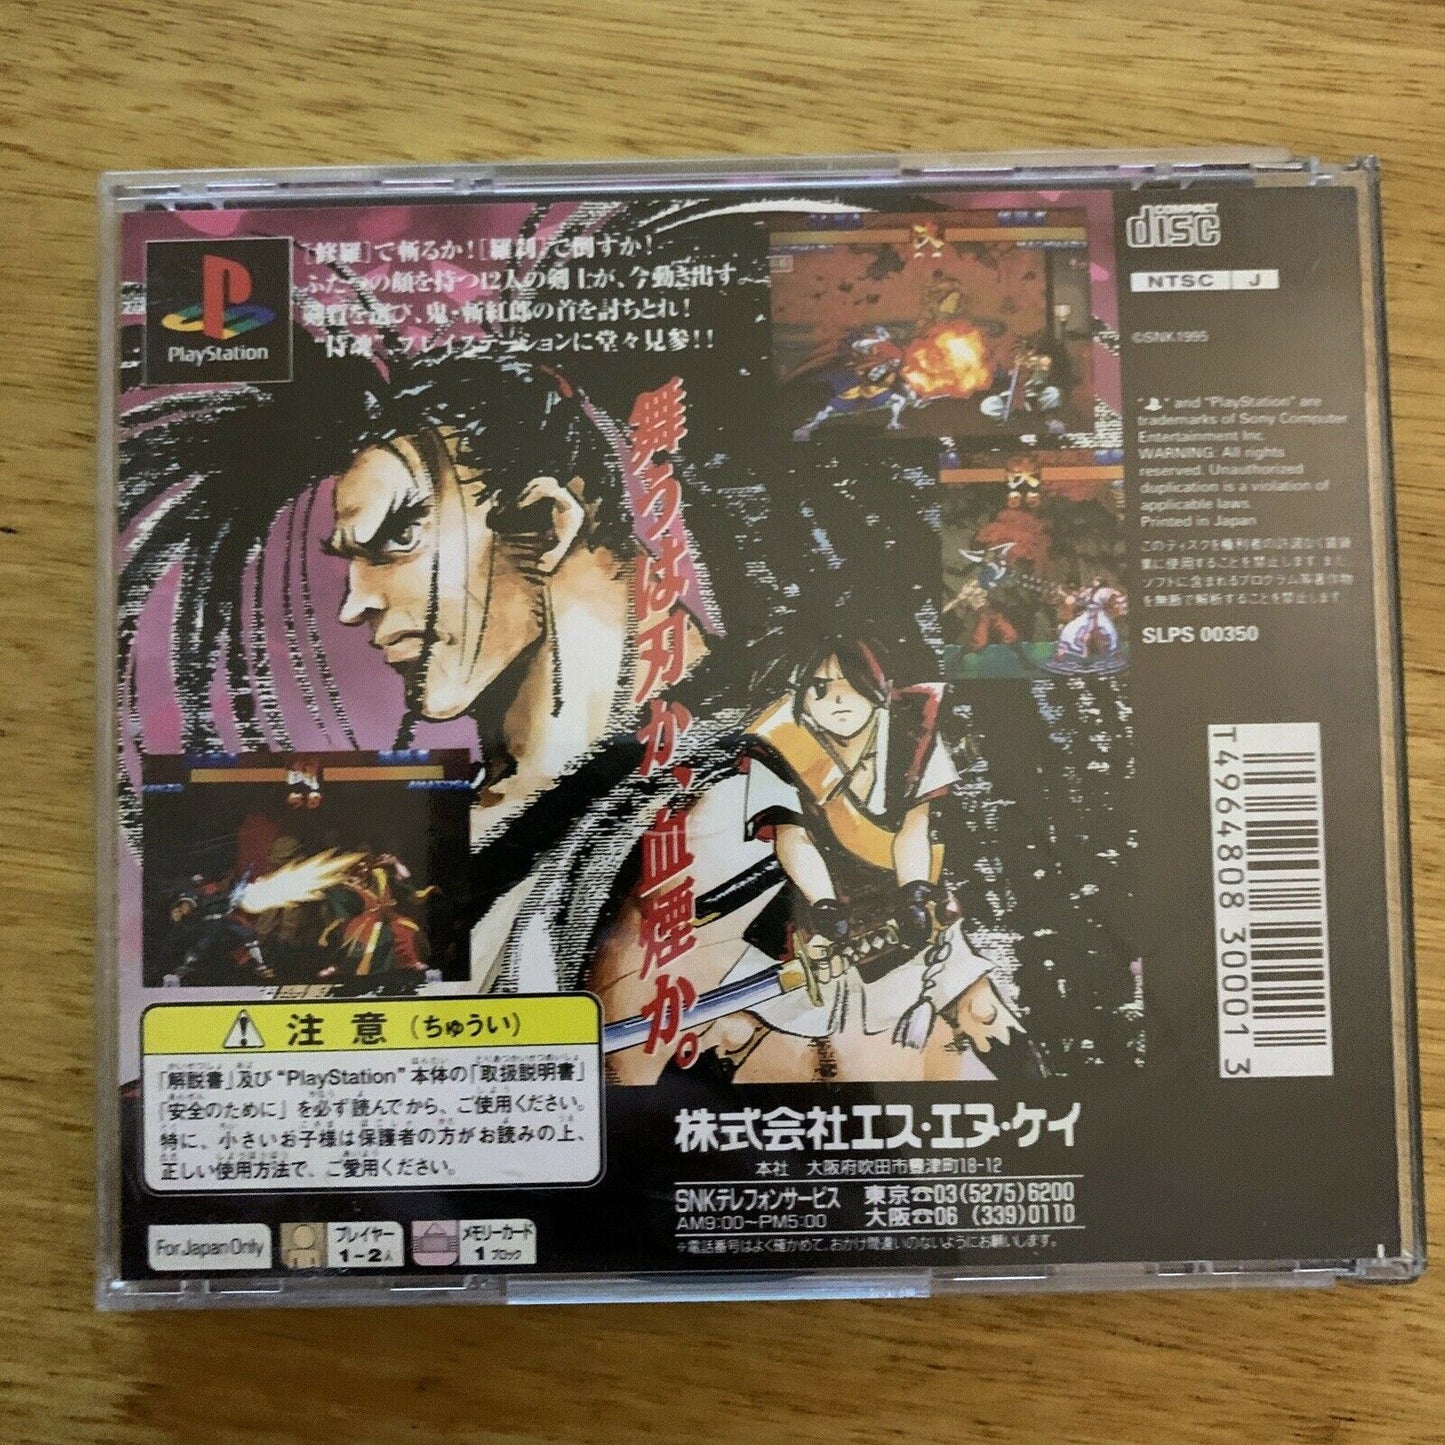 PlayStation
[修羅]で斬るか![羅刹]で倒すか!
ふたつの顔を持つ12人の剣士が、今動き出す
を選び、鬼・斬紅郎の首を討ちとれ!
"侍魂"、プレイステーションに堂々見参!!
舞うは刃か、血煙か。
COMPACT
disc
NTSC J
©SNK 1995
" " and "PlayStation" are
trademarks of Sony Computer
Entertainment Inc.
WARNING: All rights
reserved. Unauthorized
duplication is a violation of
applicable laws.
Printed in Japan
このディスクを権利者の許諾なく賃貸
業に使用することを禁止します。また、
ソフトに含まれるプログラム等著作物
を無断で解析することを禁止します。
SLPS 00350
T4964808 300013
注意(ちゅうい)
「解説書」及び"PlayStation"本体の「取扱説明書」
「安全のために」を必ず読んでから、ご使用ください。
特に、小さいお子様は保護者の方がお読みの上、
正しい使用方法で、ご愛用ください。
株式会社エス・エヌ・ケイ
本社 大阪府吹田市豊津町18-12
SNKテレフォンサービス 東京☎03(5275)6200
AM9:00~PM5:00 大阪☎06 (339)0110
*電話番号はよく確かめて、おかけ間違いのないようにお願いします。
For Japan Only
プレイヤー
1~2人
メモリーカード
1 ブロック